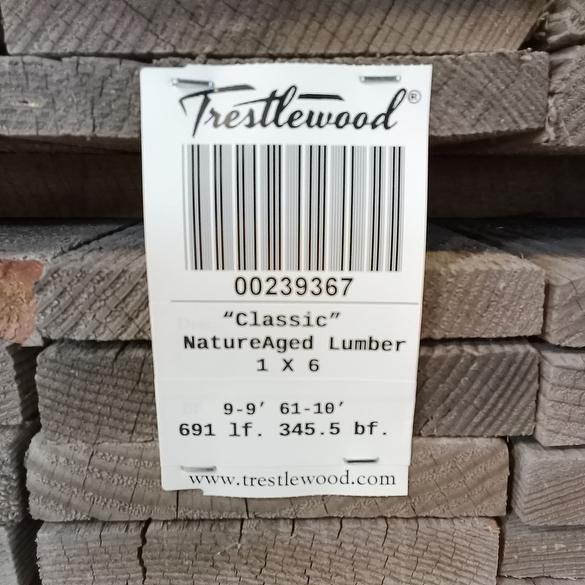 Trestlewood®
00239367
“Classic”
NatureAged Lumber
1 X 6
9-9’ 61-10’
691 lf. 345.5 bf.
www.trestlewood.com